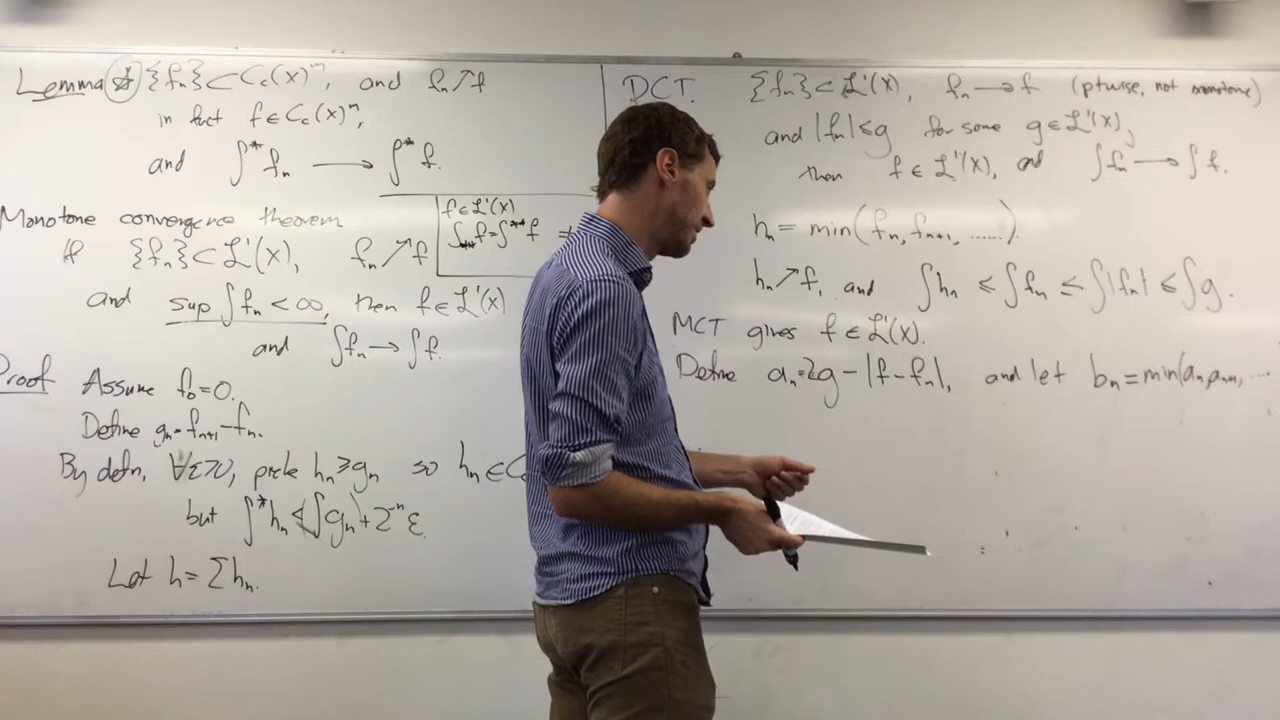 Lemma If {fₙ} ⊂ C_c(X)^m, and fₙ ↗ f
in fact f ∈ C_c(X)^m,
and ∫* fₙ ⟶ ∫* f.
Monotone convergence theorem
If {fₙ} ⊂ ℒ¹(X), fₙ ↗ f
and sup ∫fₙ < ∞, then f ∈ ℒ¹(X)
and ∫fₙ → ∫f.
f ∈ ℒ¹(X)
∫_** f = ∫** f
Proof Assume f₀=0.
Define gₙ = fₙ₊₁ - fₙ.
By defn, ∀ε>0, pick hₙ ≥ gₙ so hₙ ∈ C
but ∫* hₙ ≤ (∫gₙ) + 2⁻ⁿ ε.
Let h = Σ hₙ.
DCT. {fₙ} ⊂ ℒ¹(X), fₙ ⟶ f (ptwise, not monotone)
and |fₙ| ≤ g for some g ∈ ℒ¹(X),
then f ∈ ℒ¹(X), and ∫fₙ ⟶ ∫f.
hₙ = min(fₙ, fₙ₊₁, ......).
hₙ ↗ f, and ∫hₙ ≤ ∫fₙ ≤ ∫|fₙ| ≤ ∫g.
MCT gives f ∈ ℒ¹(X).
Define aₙ = 2g - |f - fₙ|, and let bₙ = min(aₙ, aₙ₊₁, ...